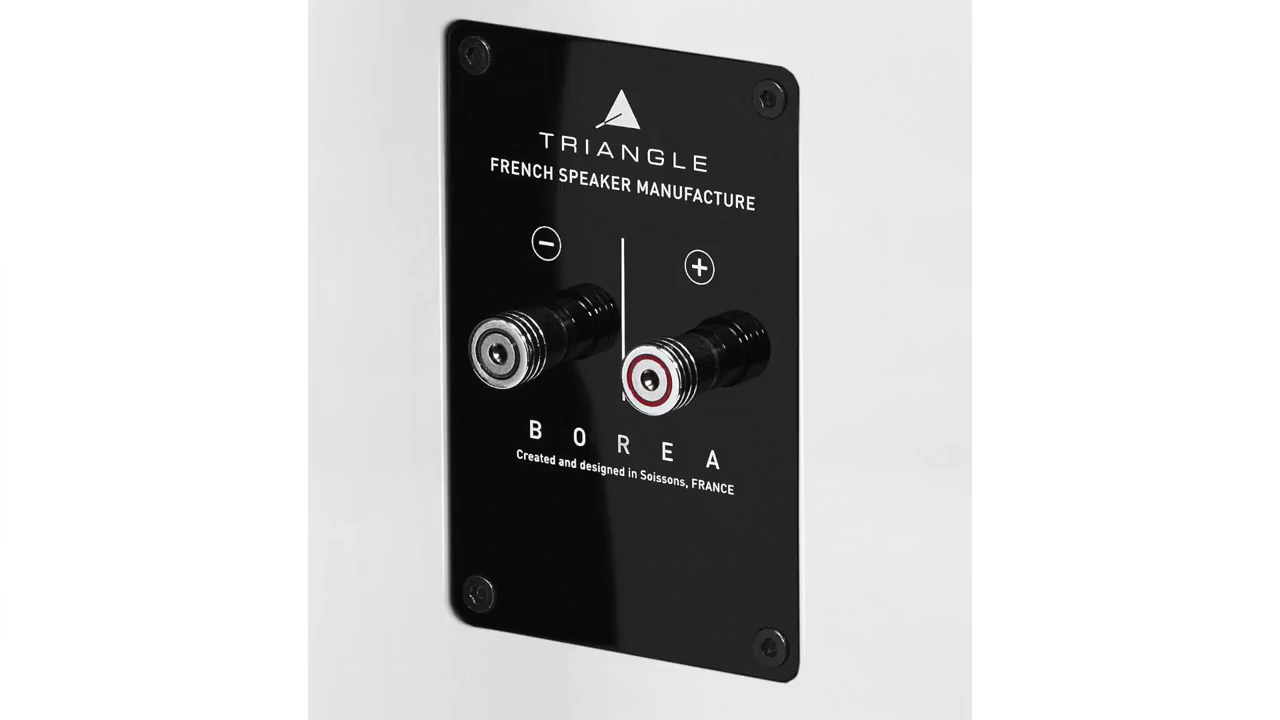 TRIANGLE
FRENCH SPEAKER MANUFACTURE
− +
BOREA
Created and designed in Soissons, FRANCE